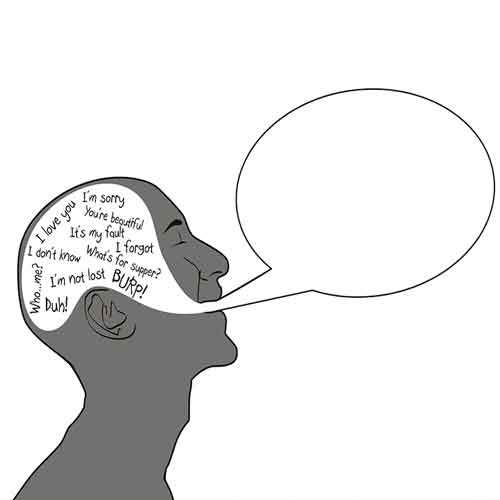 I'm sorry
I love you
You're beautiful
It's my fault
I forgot
I don't know
What's for supper?
Who...me?
I'm not lost
BURP!
Duh!